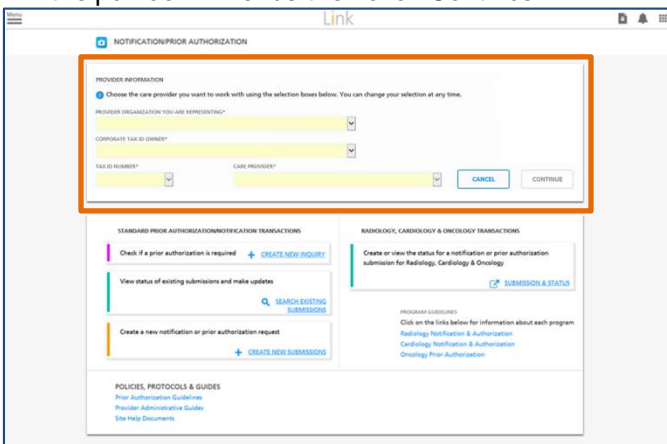 Menu
Link
NOTIFICATION/PRIOR AUTHORIZATION
PROVIDER INFORMATION
Choose the care provider you want to work with using the selection boxes below. You can change your selection at any time.
PROVIDER ORGANIZATION YOU ARE REPRESENTING*
CORPORATE TAX ID OWNER*
TAX ID NUMBER* CARE PROVIDER*
CANCEL CONTINUE
STANDARD PRIOR AUTHORIZATION/NOTIFICATION TRANSACTIONS
Check if a prior authorization is required + CREATE NEW INQUIRY
View status of existing submissions and make updates
SEARCH EXISTING
SUBMISSIONS
Create a new notification or prior authorization request
+ CREATE NEW SUBMISSIONS
RADIOLOGY, CARDIOLOGY & ONCOLOGY TRANSACTIONS
Create or view the status for a notification or prior authorization
submission for Radiology, Cardiology & Oncology
SUBMISSION & STATUS
PROGRAM GUIDELINES
Click on the links below for information about each program
Radiology Notification & Authorization
Cardiology Notification & Authorization
Oncology Prior Authorization
POLICIES, PROTOCOLS & GUIDES
Prior Authorization Guidelines
Provider Administrative Guides
Site Help Documents